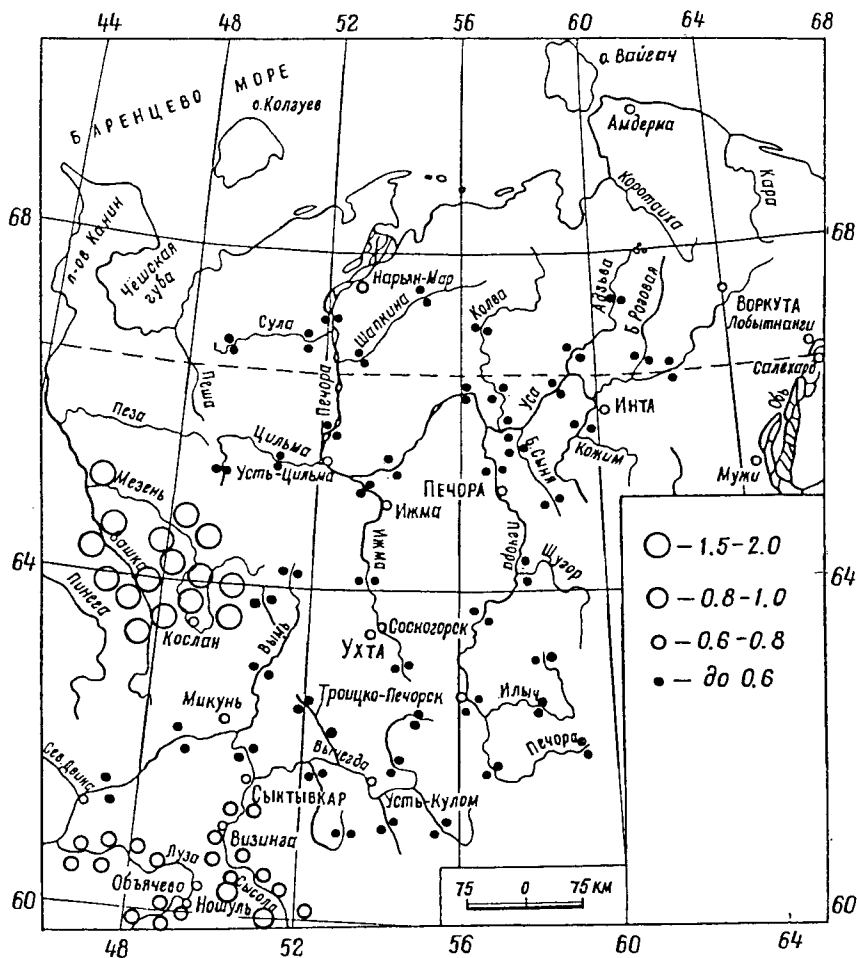 44 48 52 56 60 64 68
о. Вайгач
БАРЕНЦЕВО МОРЕ
о. Колгуев
Амдерма
Коротаиха
Кара
68
68
п-ов Канин
Чёшская
губа
Нарьян-Мар
Шапкина
Колва
Адзьва
Б. Роговая
ВОРКУТА
Лобытнанги
Салехард
Обь
Сула
Печора
Пеша
Уса
ИНТА
Пёза
Цильма
Усть-Цильма
Б. Сыня
Кожим
Мужи
Мезень
ПЕЧОРА
Ижма
Вашка
Ижма
Печора
Щугор
64
64
Пинега
Кослан
Вымь
Сосногорск
УХТА
Микунь
Троицко-Печорск
Илыч
Печора
Сев. Двина
Вычегда
СЫКТЫВКАР
Усть-Кулом
Визинга
Луза
Объячево
Сысола
Ношуль
60
60
1.5-2.0
0.8-1.0
0.6-0.8
до 0.6
75 0 75 км
48 52 56 60 64